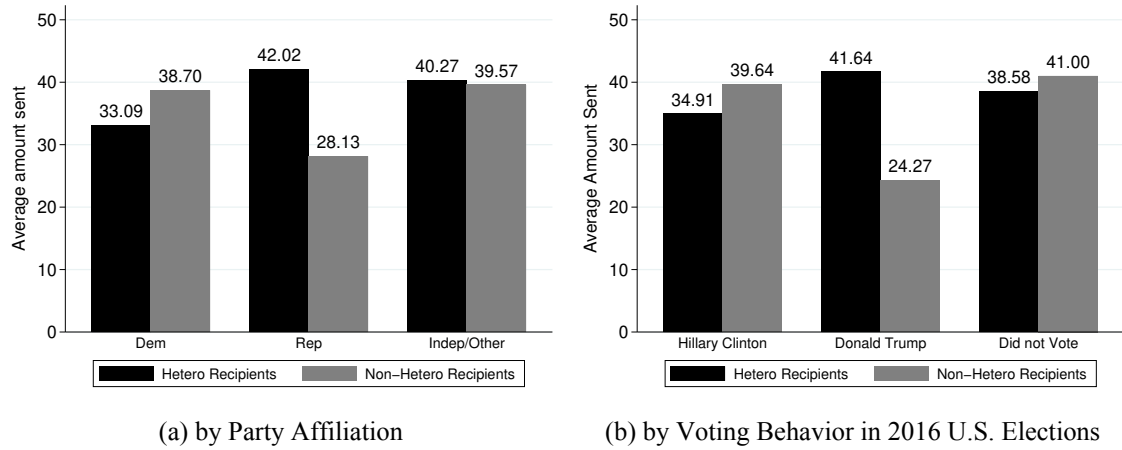 50
40
30
20
10
0
Average amount sent
33.09
38.70
42.02
28.13
40.27
39.57
Dem
Rep
Indep/Other
Hetero Recipients
Non−Hetero Recipients
(a) by Party Affiliation
50
40
30
20
10
0
Average Amount Sent
34.91
39.64
41.64
24.27
38.58
41.00
Hillary Clinton
Donald Trump
Did not Vote
Hetero Recipients
Non−Hetero Recipients
(b) by Voting Behavior in 2016 U.S. Elections